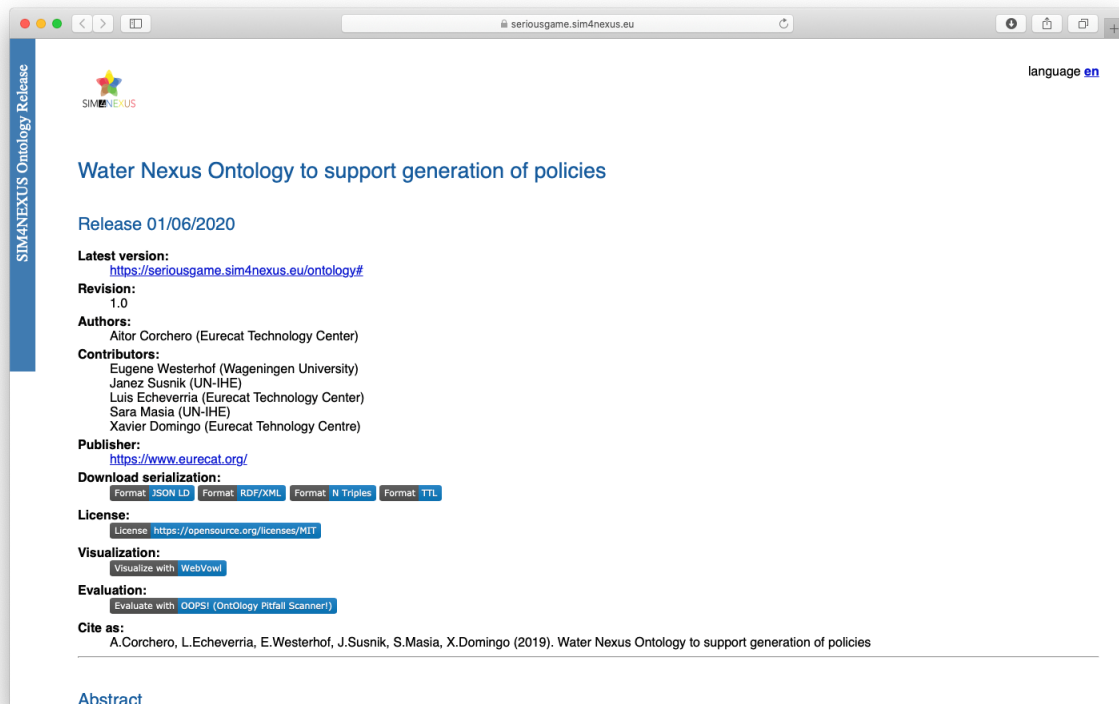 seriousgame.sim4nexus.eu
SIM4NEXUS Ontology Release
language en
SIM4NEXUS
Water Nexus Ontology to support generation of policies
Release 01/06/2020
Latest version:
https://seriousgame.sim4nexus.eu/ontology#
Revision:
1.0
Authors:
Aitor Corchero (Eurecat Technology Center)
Contributors:
Eugene Westerhof (Wageningen University)
Janez Susnik (UN-IHE)
Luis Echeverria (Eurecat Technology Center)
Sara Masia (UN-IHE)
Xavier Domingo (Eurecat Tehnology Centre)
Publisher:
https://www.eurecat.org/
Download serialization:
Format JSON LD Format RDF/XML Format N Triples Format TTL
License:
License https://opensource.org/licenses/MIT
Visualization:
Visualize with WebVowl
Evaluation:
Evaluate with OOPS! (OntOlogy Pitfall Scanner!)
Cite as:
A.Corchero, L.Echeverria, E.Westerhof, J.Susnik, S.Masia, X.Domingo (2019). Water Nexus Ontology to support generation of policies
Abstract